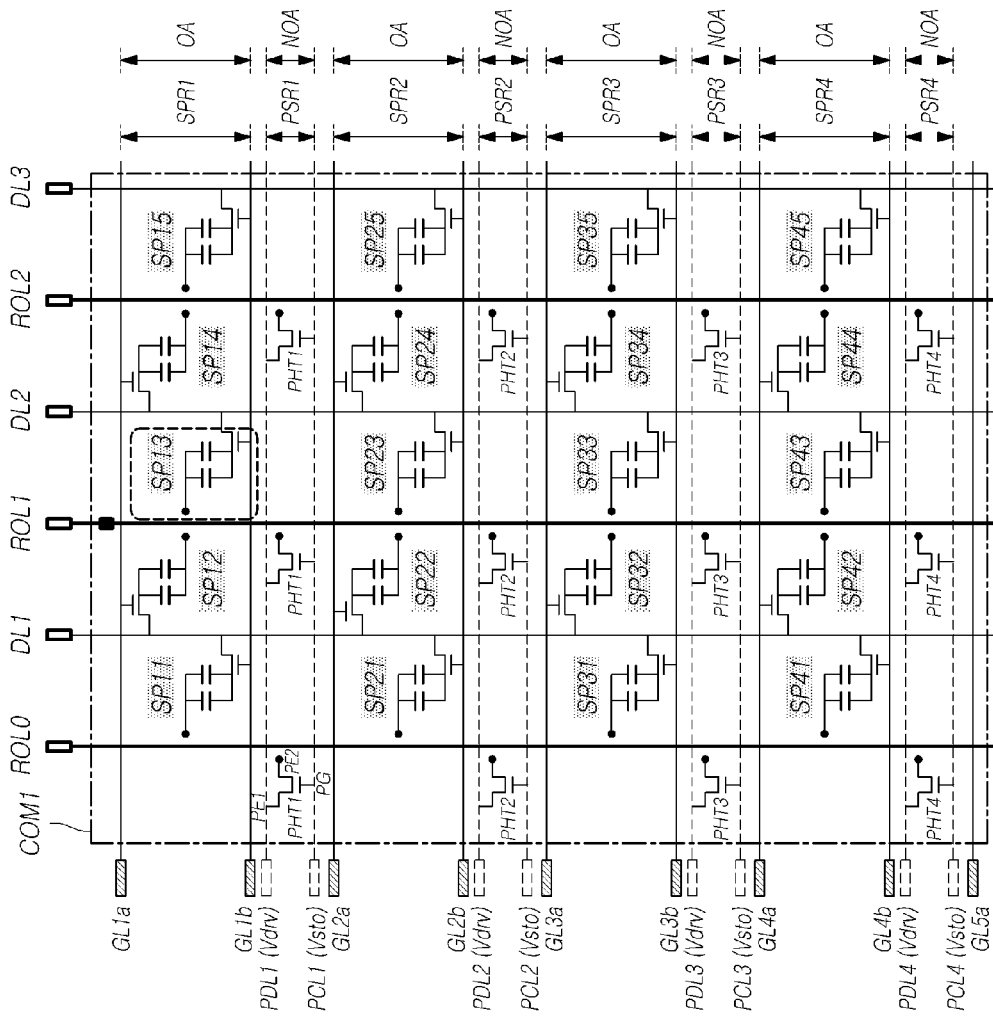 COM1 ROL0 DL1 ROL1 DL2 ROL2 DL3
GL1a
SP11 SP12 SP13 SP14 SP15
SPR1 OA
GL1b
PDL1 (Vdrv)
PE1
PHT1 PE2 PHT1 PHT1
PSR1 NOA
PG
PCL1 (Vsto)
GL2a
SP21 SP22 SP23 SP24 SP25
SPR2 OA
GL2b
PDL2 (Vdrv)
PHT2 PHT2 PHT2
PSR2 NOA
PCL2 (Vsto)
GL3a
SP31 SP32 SP33 SP34 SP35
SPR3 OA
GL3b
PDL3 (Vdrv)
PHT3 PHT3 PHT3
PSR3 NOA
PCL3 (Vsto)
GL4a
SP41 SP42 SP43 SP44 SP45
SPR4 OA
GL4b
PDL4 (Vdrv)
PHT4 PHT4 PHT4
PSR4 NOA
PCL4 (Vsto)
GL5a